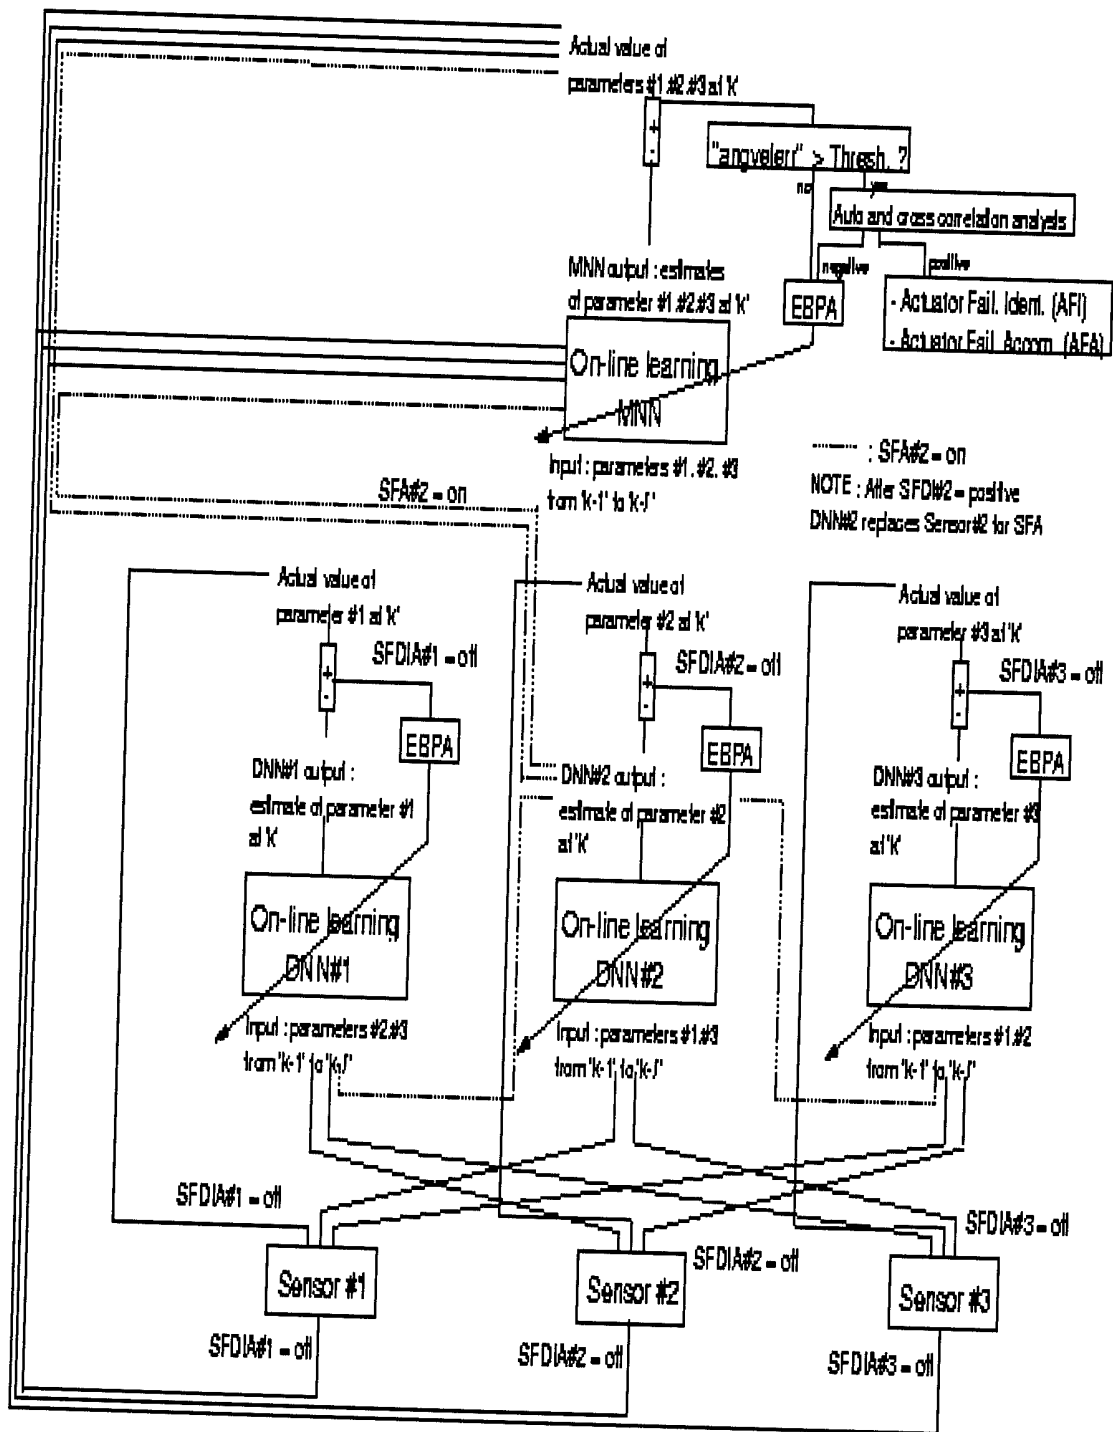 Actual value of
parameters #1.#2.#3 at 'k'
+
-
"angvelerr" > Thresh. ?
no
yes
Auto and cross correlation analysis
negative
positive
MNN output : estimates
of parameter #1.#2.#3 at 'k'
EBPA
- Actuator Fail. Ident. (AFI)
- Actuator Fail. Accom. (AFA)
On-line learning
MNN
Input : parameters #1. #2. #3
from 'k-1' to 'k-l'
SFA#2 = on
: SFA#2 = on
NOTE : After SFDI#2 = positive
DNN#2 replaces Sensor#2 for SFA
Actual value of
parameter #1 at 'k'
+
-
SFDIA#1 = off
EBPA
DNN#1 output :
estimate of parameter #1
at 'k'
On-line learning
DNN#1
Input : parameters #2.#3
from 'k-1' to 'k-l'
Actual value of
parameter #2 at 'k'
+
-
SFDIA#2 = off
EBPA
DNN#2 output :
estimate of parameter #2
at 'k'
On-line learning
DNN#2
Input : parameters #1.#3
from 'k-1' to 'k-l'
Actual value of
parameter #3 at 'k'
+
-
SFDIA#3 = off
EBPA
DNN#3 output :
estimate of parameter #3
at 'k'
On-line learning
DNN#3
Input : parameters #1.#2
from 'k-1' to 'k-l'
SFDIA#1 = off
Sensor #1
SFDIA#1 = off
SFDIA#2 = off
Sensor #2
SFDIA#2 = off
SFDIA#3 = off
Sensor #3
SFDIA#3 = off